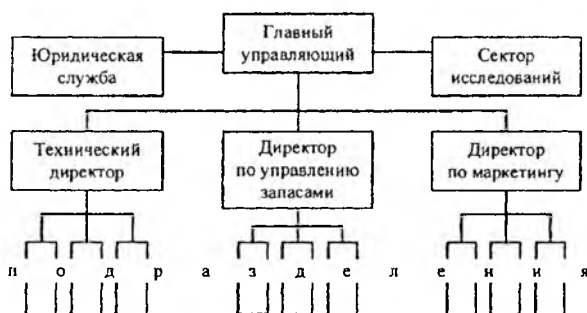 Главный
управляющий
Юридическая
служба
Сектор
исследований
Технический
директор
Директор
по управлению
запасами
Директор
по маркетингу
п о д р а з д е л е н и я